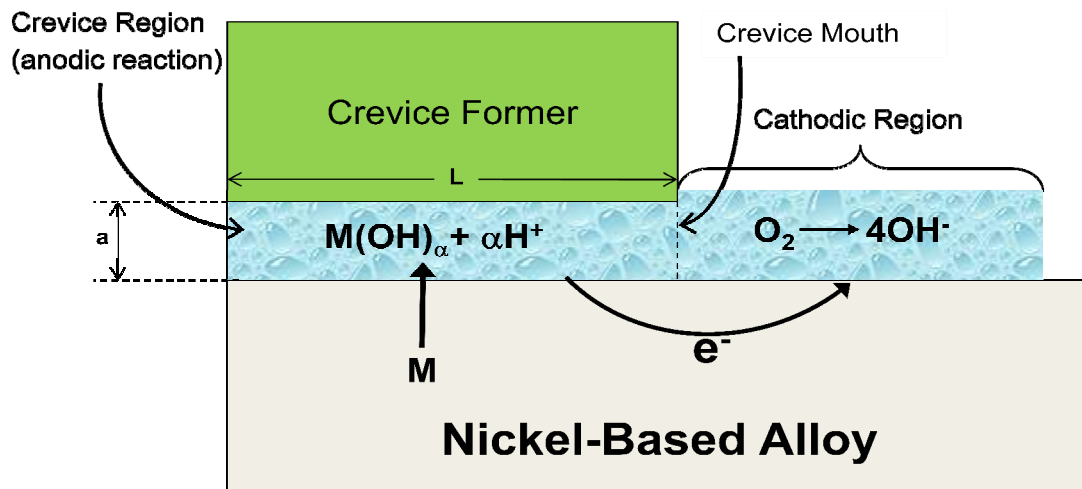 Crevice Region
(anodic reaction)
Crevice Mouth
Crevice Former
Cathodic Region
L
a
M(OH)α+ αH⁺
O₂ → 4OH⁻
e⁻
M
Nickel-Based Alloy